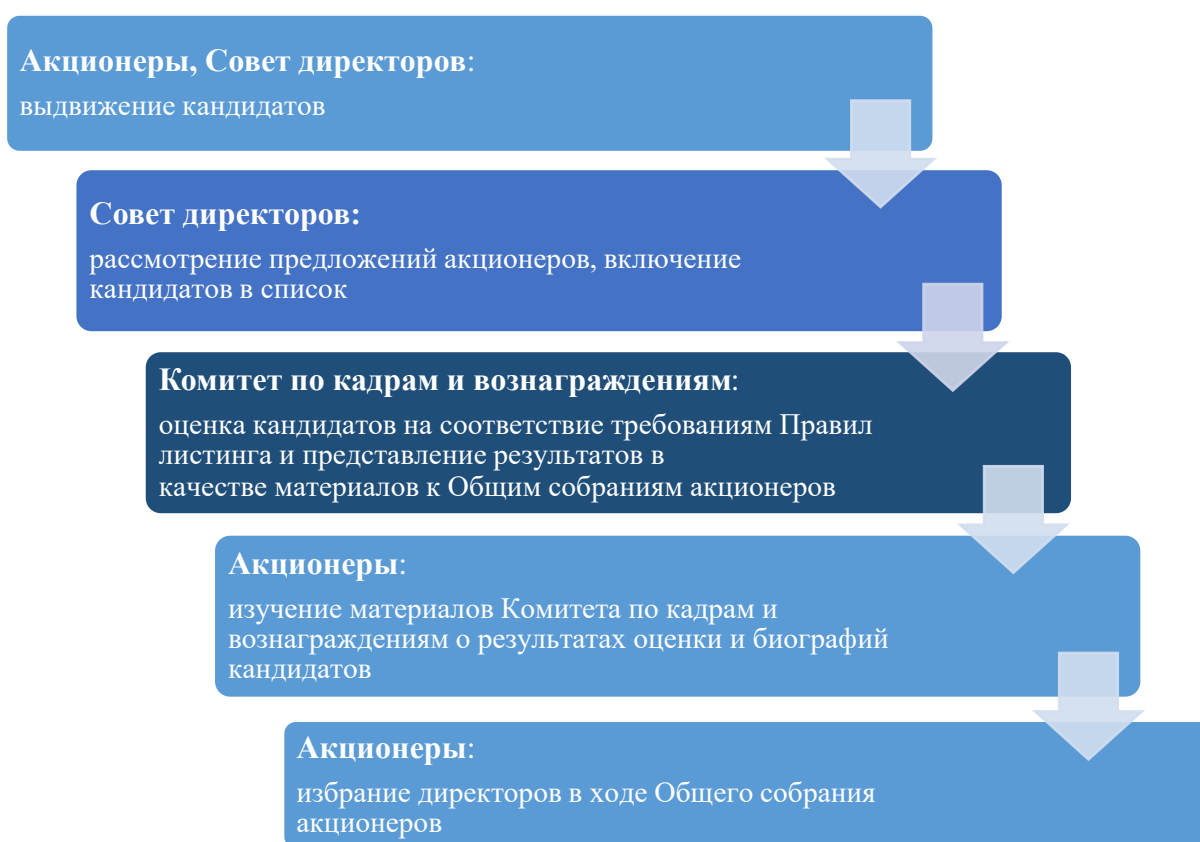 Акционеры, Совет директоров:
выдвижение кандидатов
Совет директоров:
рассмотрение предложений акционеров, включение
кандидатов в список
Комитет по кадрам и вознаграждениям:
оценка кандидатов на соответствие требованиям Правил
листинга и представление результатов в
качестве материалов к Общим собраниям акционеров
Акционеры:
изучение материалов Комитета по кадрам и
вознаграждениям о результатах оценки и биографий
кандидатов
Акционеры:
избрание директоров в ходе Общего собрания
акционеров